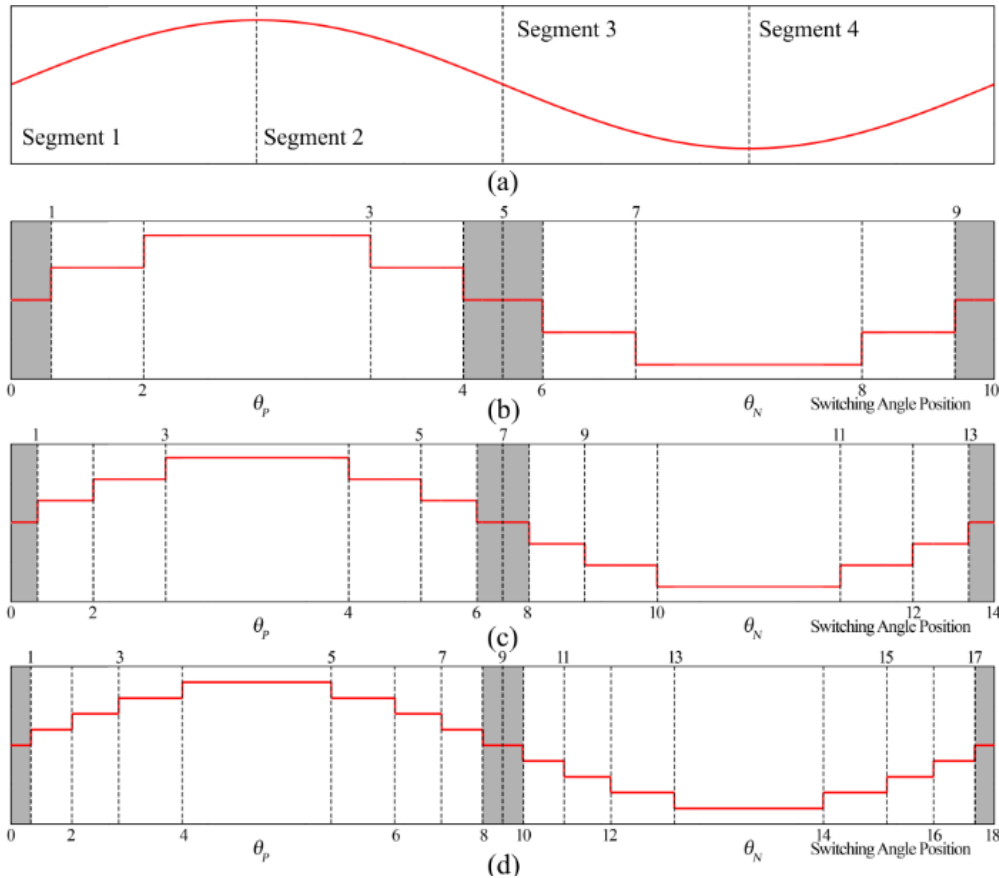 Segment 1
Segment 2
Segment 3
Segment 4
(a)
1 3 5 7 9
0 2 4 6 8 10
θP (b) θN Switching Angle Position
1 3 5 7 9 11 13
0 2 4 6 8 10 12 14
θP (c) θN Switching Angle Position
1 3 5 7 9 11 13 15 17
0 2 4 6 8 10 12 14 16 18
θP (d) θN Switching Angle Position